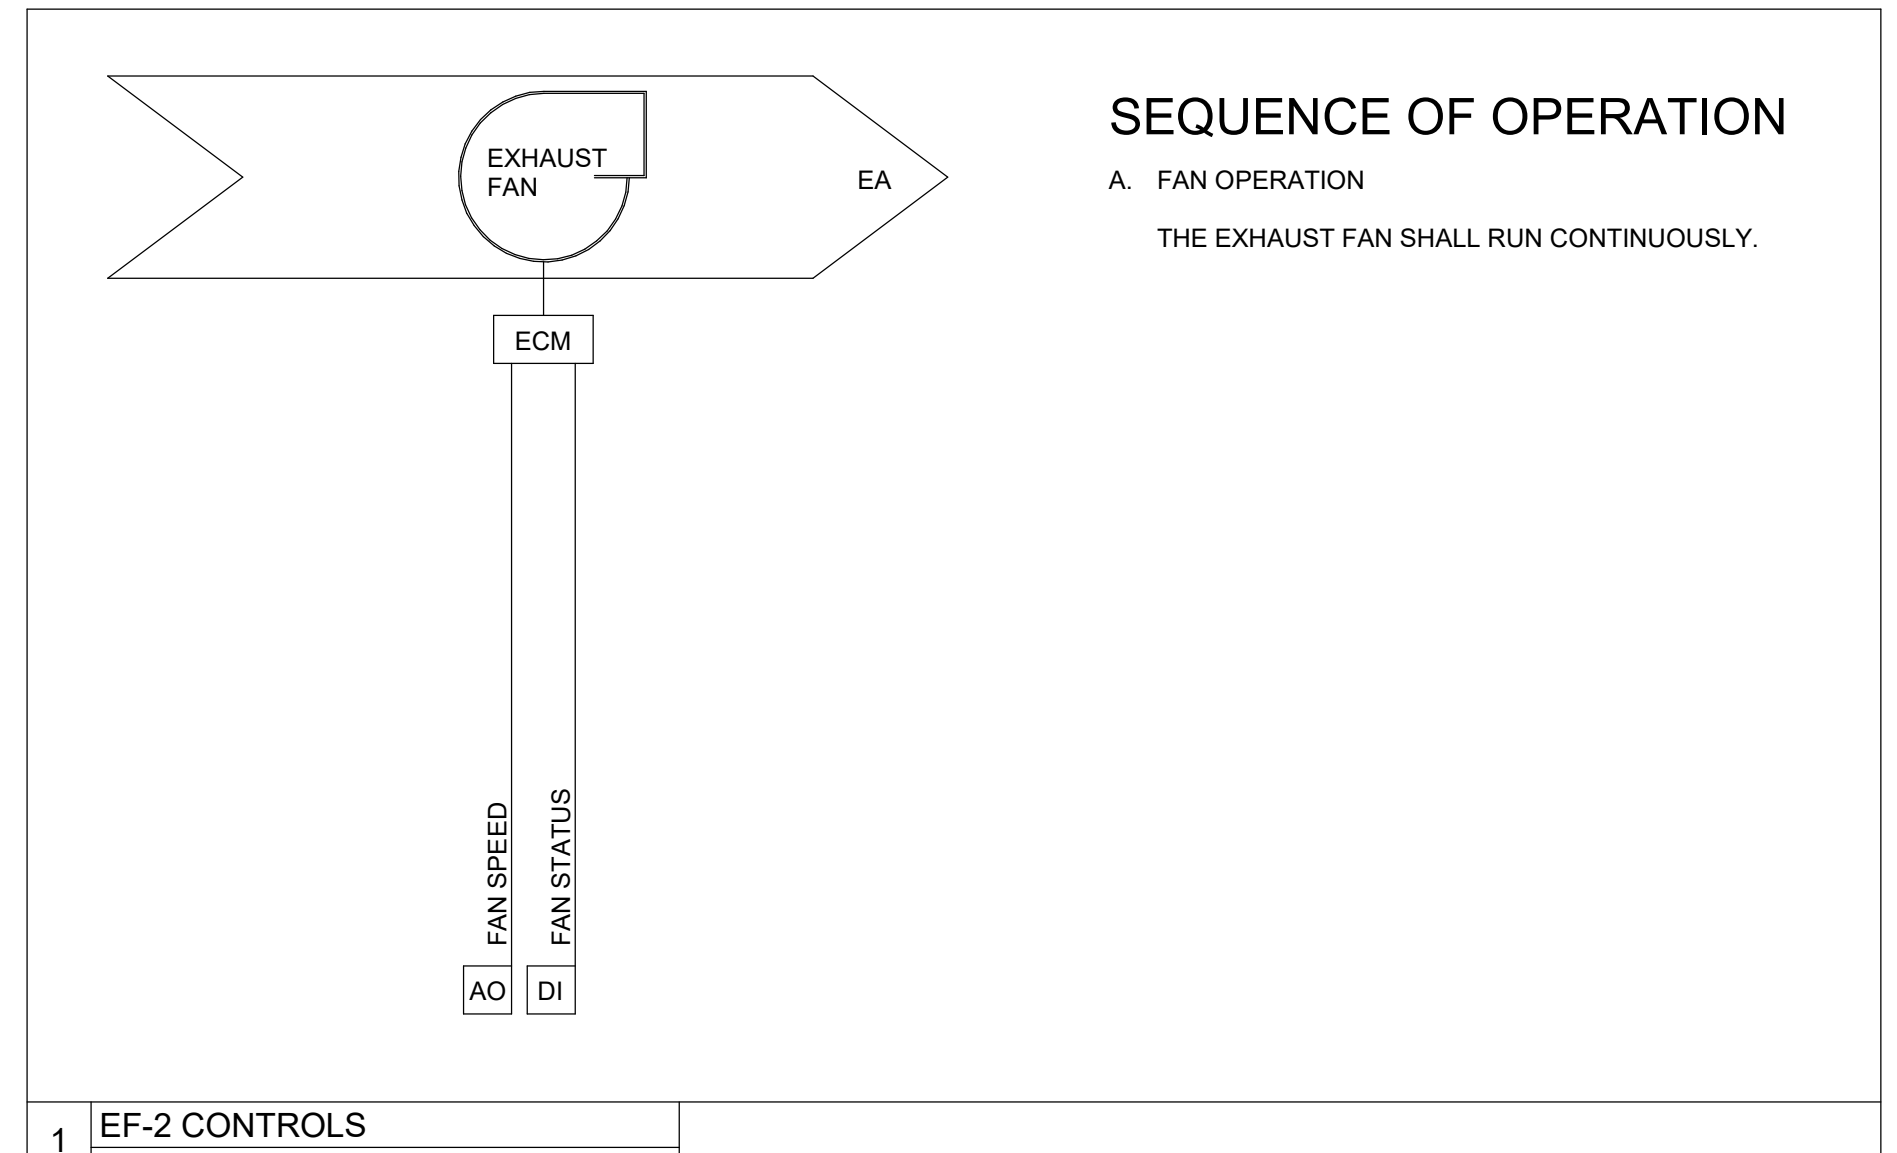 EXHAUST
FAN
EA
ECM
FAN SPEED
FAN STATUS
AO
DI
SEQUENCE OF OPERATION
A. FAN OPERATION
THE EXHAUST FAN SHALL RUN CONTINUOUSLY.
1
EF-2 CONTROLS